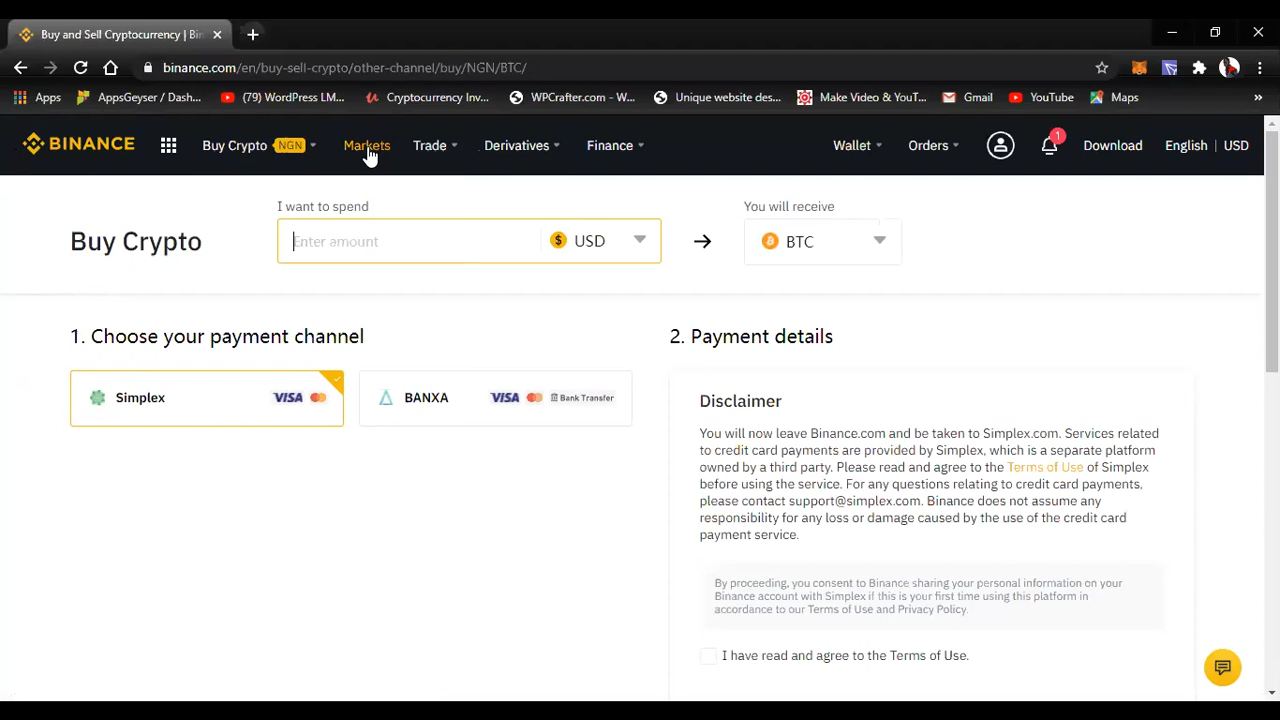 Buy and Sell Cryptocurrency | Bin
binance.com/en/buy-sell-crypto/other-channel/buy/NGN/BTC/
Apps AppsGeyser / Dash... (79) WordPress LM... Cryptocurrency Inv... WPCrafter.com - W... Unique website des... Make Video & YouT... Gmail YouTube Maps »
BINANCE Buy Crypto NGN Markets Trade Derivatives Finance Wallet Orders 1 Download English | USD
I want to spend You will receive
Buy Crypto Enter amount USD BTC
1. Choose your payment channel
Simplex VISA BANXA VISA Bank Transfer
2. Payment details
Disclaimer
You will now leave Binance.com and be taken to Simplex.com. Services related
to credit card payments are provided by Simplex, which is a separate platform
owned by a third party. Please read and agree to the Terms of Use of Simplex
before using the service. For any questions relating to credit card payments,
please contact support@simplex.com. Binance does not assume any
responsibility for any loss or damage caused by the use of the credit card
payment service.
By proceeding, you consent to Binance sharing your personal information on your
Binance account with Simplex if this is your first time using this platform in
accordance to our Terms of Use and Privacy Policy.
I have read and agree to the Terms of Use.